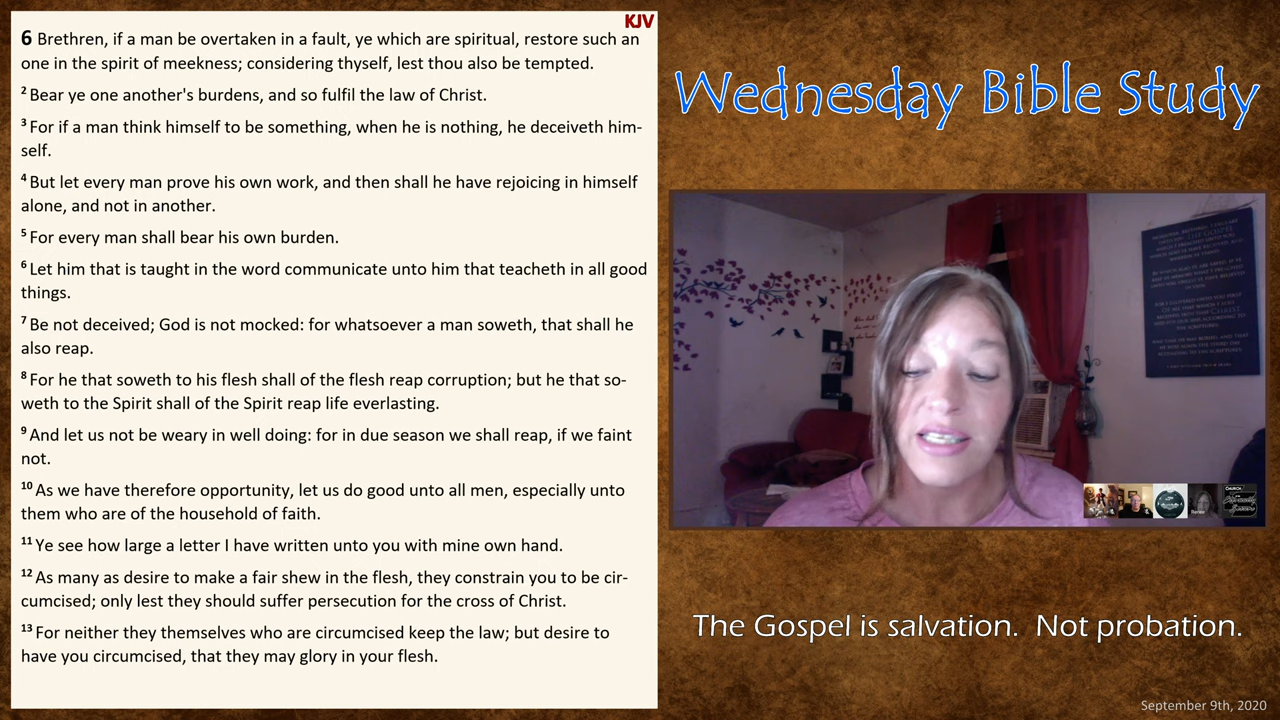 KJV
6 Brethren, if a man be overtaken in a fault, ye which are spiritual, restore such an
one in the spirit of meekness; considering thyself, lest thou also be tempted.
2 Bear ye one another's burdens, and so fulfil the law of Christ.
3 For if a man think himself to be something, when he is nothing, he deceiveth him-
self.
4 But let every man prove his own work, and then shall he have rejoicing in himself
alone, and not in another.
5 For every man shall bear his own burden.
6 Let him that is taught in the word communicate unto him that teacheth in all good
things.
7 Be not deceived; God is not mocked: for whatsoever a man soweth, that shall he
also reap.
8 For he that soweth to his flesh shall of the flesh reap corruption; but he that so-
weth to the Spirit shall of the Spirit reap life everlasting.
9 And let us not be weary in well doing: for in due season we shall reap, if we faint
not.
10 As we have therefore opportunity, let us do good unto all men, especially unto
them who are of the household of faith.
11 Ye see how large a letter I have written unto you with mine own hand.
12 As many as desire to make a fair shew in the flesh, they constrain you to be cir-
cumcised; only lest they should suffer persecution for the cross of Christ.
13 For neither they themselves who are circumcised keep the law; but desire to
have you circumcised, that they may glory in your flesh.
Wednesday Bible Study
Renee
CHURCH
The Gospel is salvation. Not probation.
September 9th, 2020